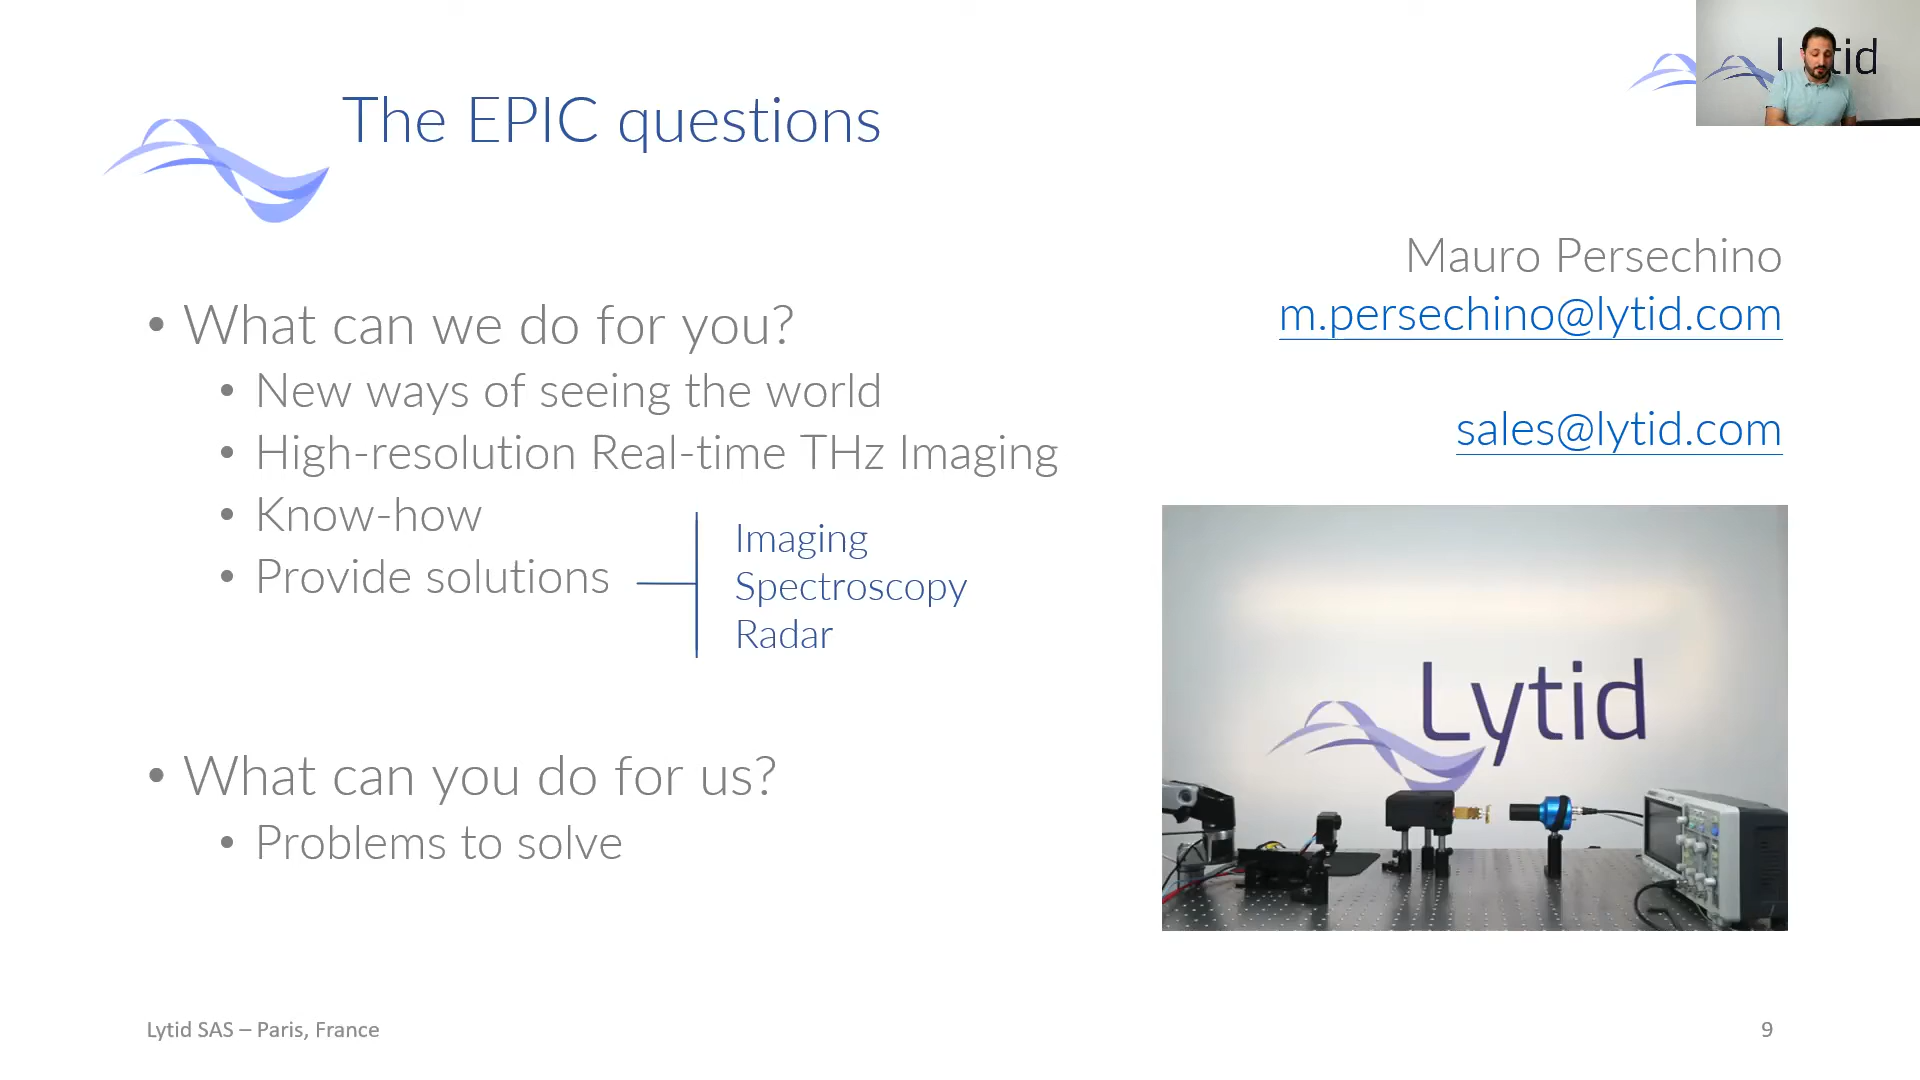 Lytid
The EPIC questions
Mauro Persechino
m.persechino@lytid.com
sales@lytid.com
• What can we do for you?
• New ways of seeing the world
• High-resolution Real-time THz Imaging
• Know-how
• Provide solutions
Imaging
Spectroscopy
Radar
• What can you do for us?
• Problems to solve
Lytid
Lytid SAS – Paris, France
9